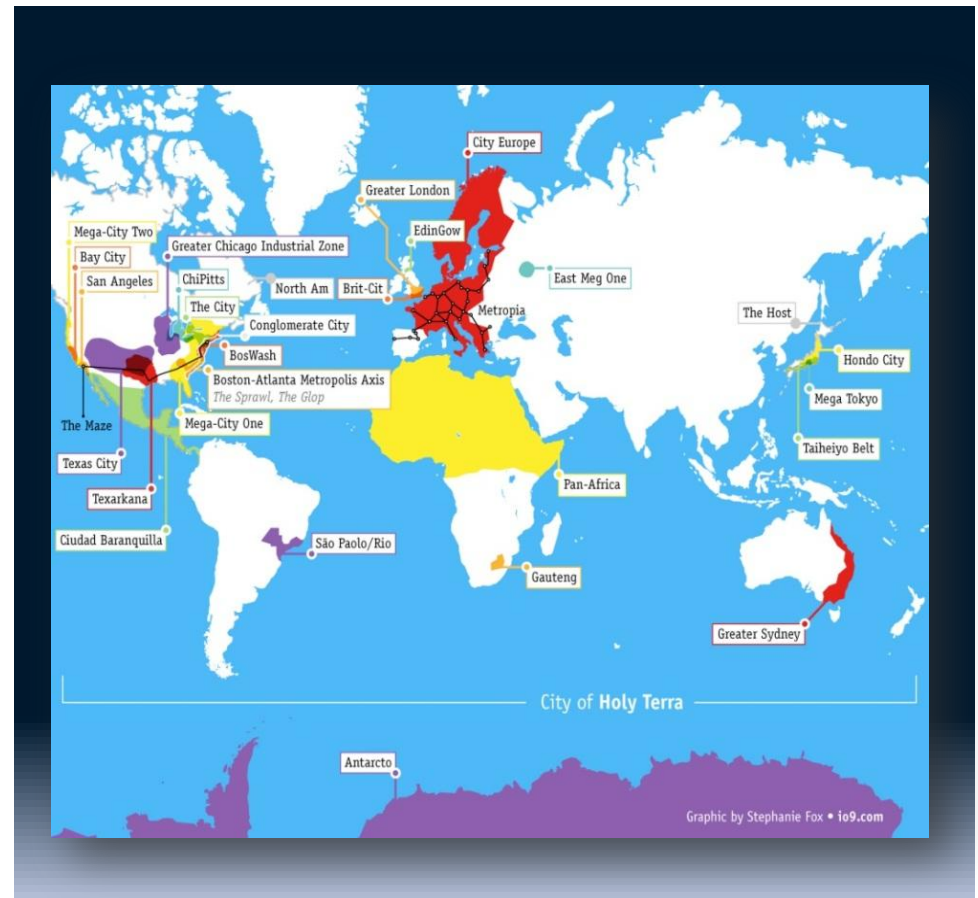 City Europe
Greater London
EdinGow
Mega-City Two
Greater Chicago Industrial Zone
Bay City
ChiPitts
San Angeles
North Am
Brit-Cit
East Meg One
The City
Metropia
The Host
Conglomerate City
BosWash
Hondo City
Boston-Atlanta Metropolis Axis
The Sprawl, The Glop
Mega Tokyo
The Maze
Mega-City One
Taiheiyo Belt
Texas City
Pan-Africa
Texarkana
Ciudad Baranquilla
São Paolo/Rio
Gauteng
Greater Sydney
City of Holy Terra
Antarcto
Graphic by Stephanie Fox • io9.com